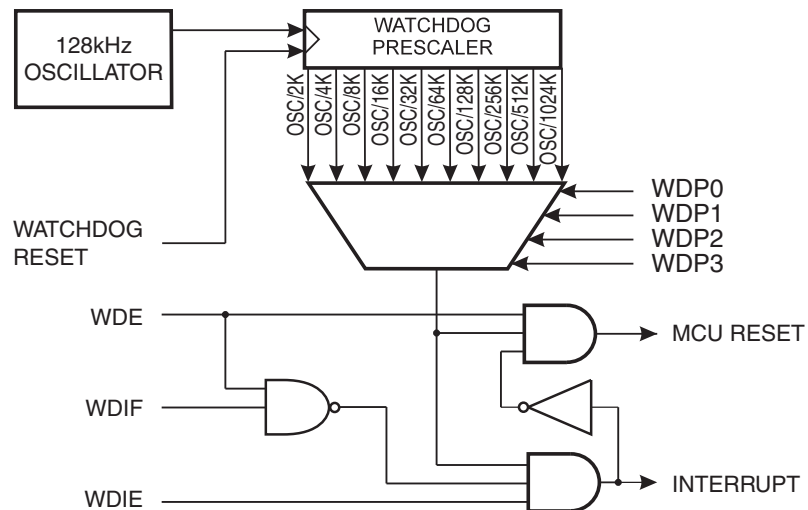 128kHz
OSCILLATOR
WATCHDOG
PRESCALER
OSC/2K
OSC/4K
OSC/8K
OSC/16K
OSC/32K
OSC/64K
OSC/128K
OSC/256K
OSC/512K
OSC/1024K
WDP0
WDP1
WDP2
WDP3
WATCHDOG
RESET
WDE
MCU RESET
WDIF
INTERRUPT
WDIE